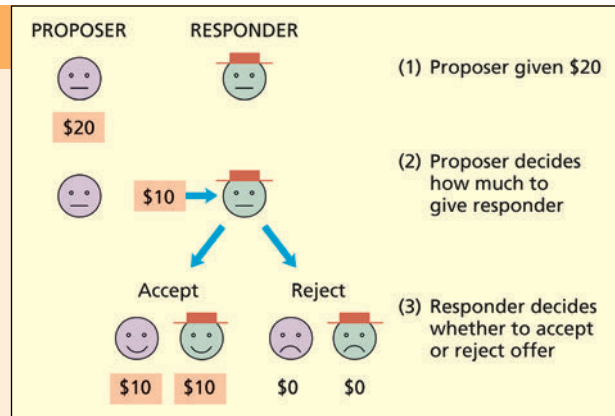 PROPOSER RESPONDER
(1) Proposer given $20
$20
(2) Proposer decides
how much to
give responder
$10
Accept Reject
(3) Responder decides
whether to accept
or reject offer
$10 $10 $0 $0